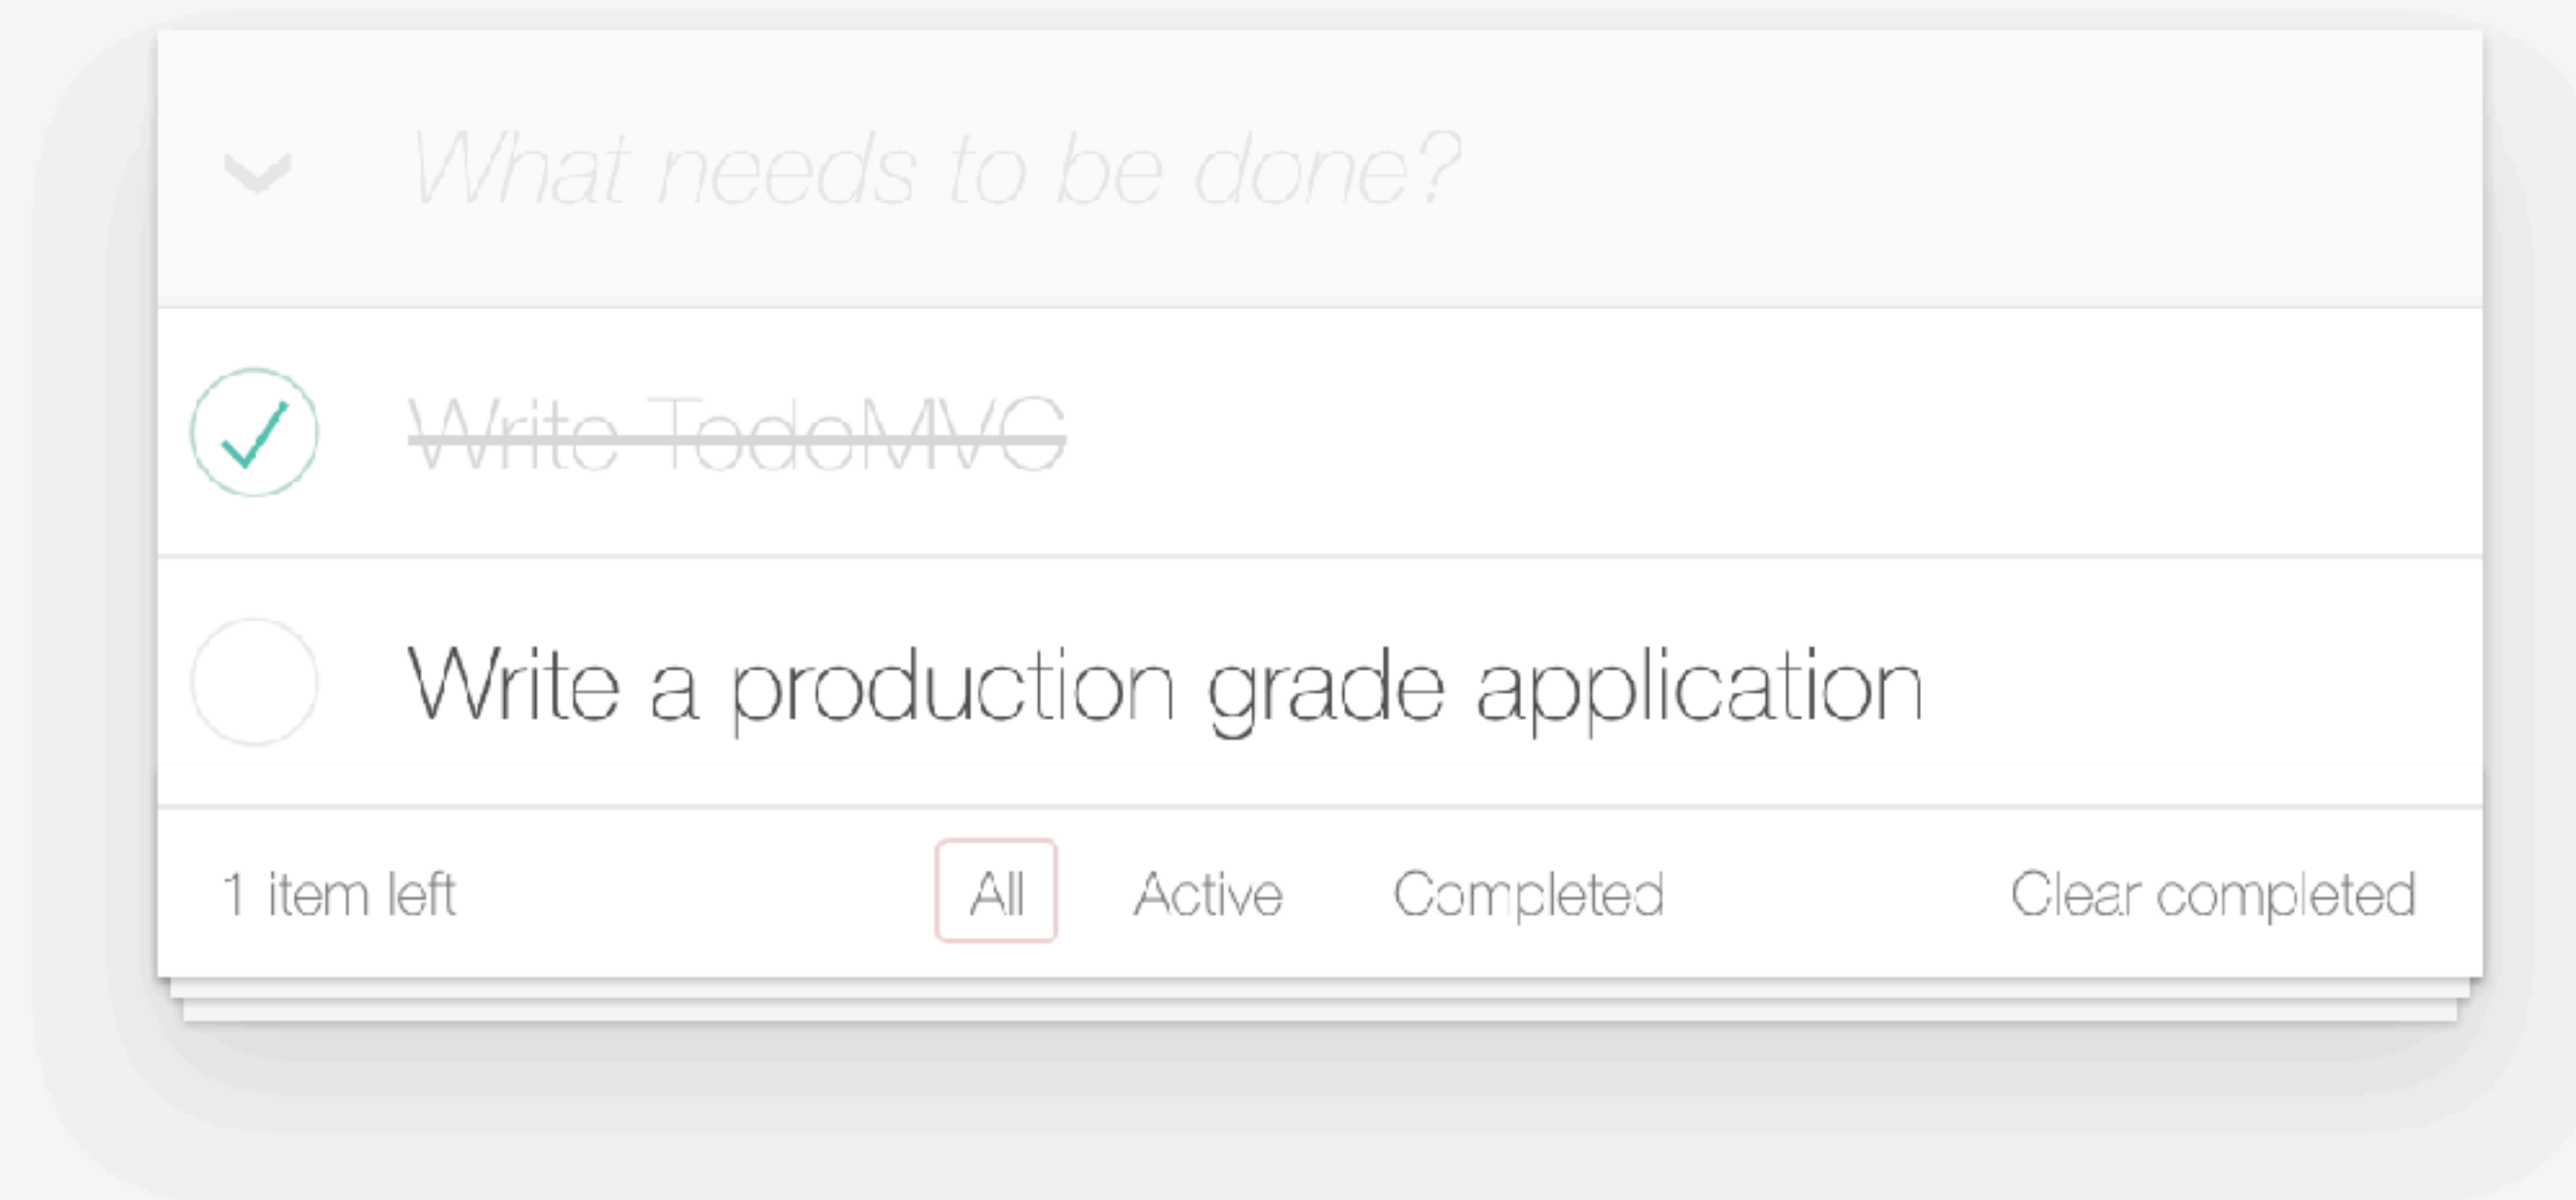 What needs to be done?
Write TodoMVC
Write a production grade application
1 item left All Active Completed Clear completed